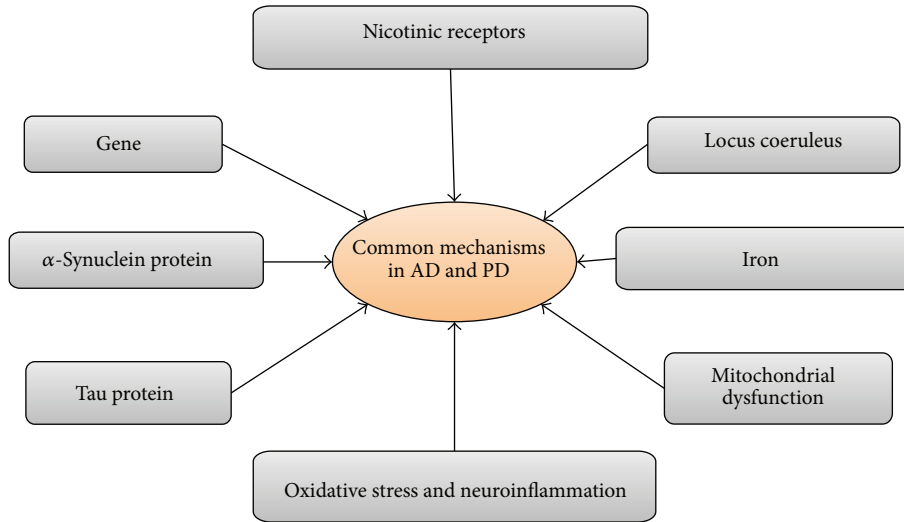 Nicotinic receptors
Gene
Locus coeruleus
α-Synuclein protein
Common mechanisms
in AD and PD
Iron
Tau protein
Mitochondrial
dysfunction
Oxidative stress and neuroinflammation